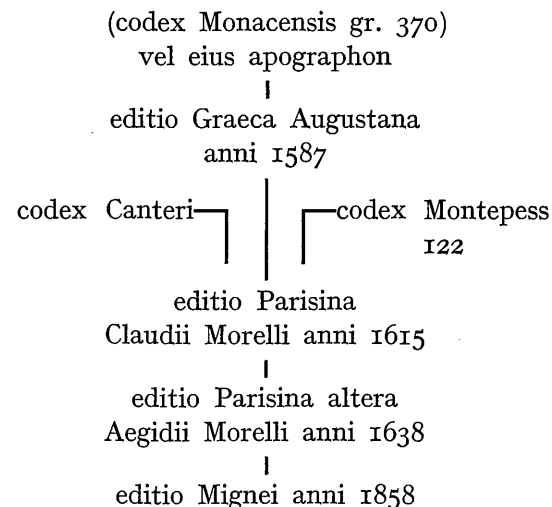 (codex Monacensis gr. 370)
vel eius apographon
editio Graeca Augustana
anni 1587
codex Canteri codex Montepess
122
editio Parisina
Claudii Morelli anni 1615
editio Parisina altera
Aegidii Morelli anni 1638
editio Mignei anni 1858